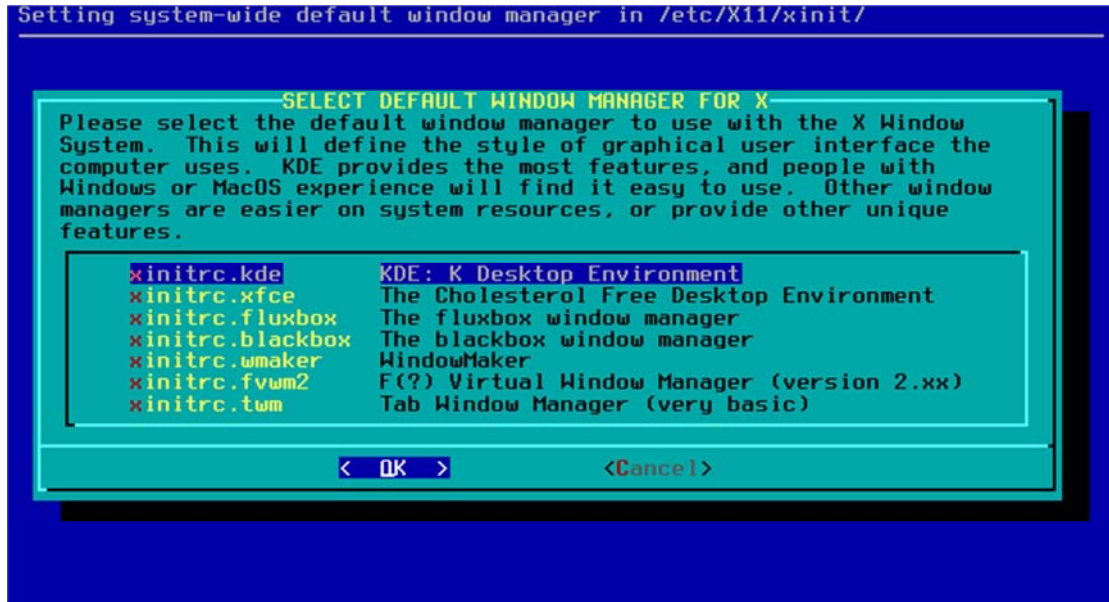 Setting system-wide default window manager in /etc/X11/xinit/
SELECT DEFAULT WINDOW MANAGER FOR X
Please select the default window manager to use with the X Window
System.  This will define the style of graphical user interface the
computer uses.  KDE provides the most features, and people with
Windows or MacOS experience will find it easy to use.  Other window
managers are easier on system resources, or provide other unique
features.
xinitrc.kde KDE: K Desktop Environment
xinitrc.xfce The Cholesterol Free Desktop Environment
xinitrc.fluxbox The fluxbox window manager
xinitrc.blackbox The blackbox window manager
xinitrc.wmaker WindowMaker
xinitrc.fvwm2 F(?) Virtual Window Manager (version 2.xx)
xinitrc.twm Tab Window Manager (very basic)
< OK > <Cancel>